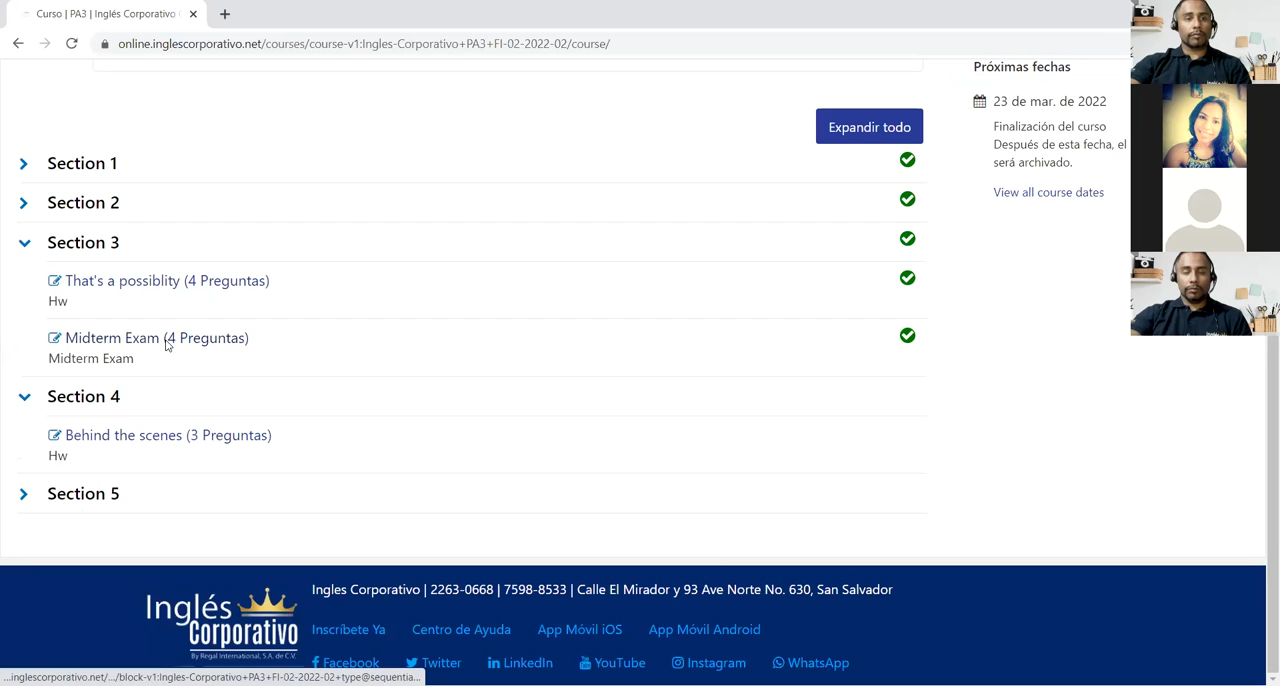 Curso | PA3 | Inglés Corporativo
online.inglescorporativo.net/courses/course-v1:Ingles-Corporativo+PA3+FI-02-2022-02/course/
Próximas fechas
23 de mar. de 2022
Finalización del curso
Después de esta fecha, el
será archivado.
View all course dates
Expandir todo
Section 1
Section 2
Section 3
That's a possiblity (4 Preguntas)
Hw
Midterm Exam (4 Preguntas)
Midterm Exam
Section 4
Behind the scenes (3 Preguntas)
Hw
Section 5
Inglés
Corporativo
By Regal International, S.A. de C.V.
Ingles Corporativo | 2263-0668 | 7598-8533 | Calle El Mirador y 93 Ave Norte No. 630, San Salvador
Inscríbete Ya Centro de Ayuda App Móvil iOS App Móvil Android
Facebook Twitter LinkedIn YouTube Instagram WhatsApp
...inglescorporativo.net/.../block-v1:Ingles-Corporativo+PA3+FI-02-2022-02+type@sequentia...